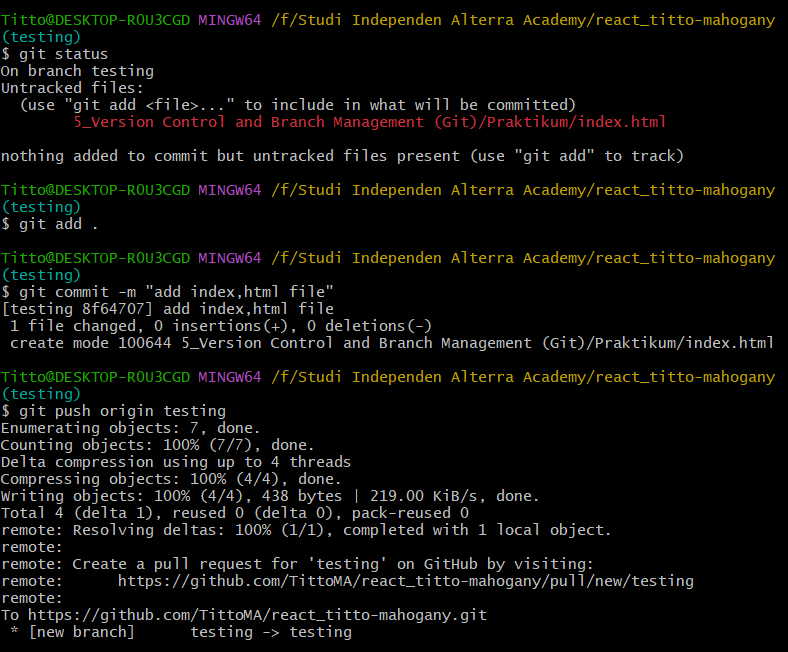 Titto@DESKTOP-R0U3CGD MINGW64 /f/Studi Independen Alterra Academy/react_titto-mahogany
(testing)
$ git status
On branch testing
Untracked files:
  (use "git add <file>..." to include in what will be committed)
        5_Version Control and Branch Management (Git)/Praktikum/index.html

nothing added to commit but untracked files present (use "git add" to track)

Titto@DESKTOP-R0U3CGD MINGW64 /f/Studi Independen Alterra Academy/react_titto-mahogany
(testing)
$ git add .

Titto@DESKTOP-R0U3CGD MINGW64 /f/Studi Independen Alterra Academy/react_titto-mahogany
(testing)
$ git commit -m "add index,html file"
[testing 8f64707] add index,html file
 1 file changed, 0 insertions(+), 0 deletions(-)
 create mode 100644 5_Version Control and Branch Management (Git)/Praktikum/index.html

Titto@DESKTOP-R0U3CGD MINGW64 /f/Studi Independen Alterra Academy/react_titto-mahogany
(testing)
$ git push origin testing
Enumerating objects: 7, done.
Counting objects: 100% (7/7), done.
Delta compression using up to 4 threads
Compressing objects: 100% (4/4), done.
Writing objects: 100% (4/4), 438 bytes | 219.00 KiB/s, done.
Total 4 (delta 1), reused 0 (delta 0), pack-reused 0
remote: Resolving deltas: 100% (1/1), completed with 1 local object.
remote:
remote: Create a pull request for 'testing' on GitHub by visiting:
remote:      https://github.com/TittoMA/react_titto-mahogany/pull/new/testing
remote:
To https://github.com/TittoMA/react_titto-mahogany.git
 * [new branch]      testing -> testing